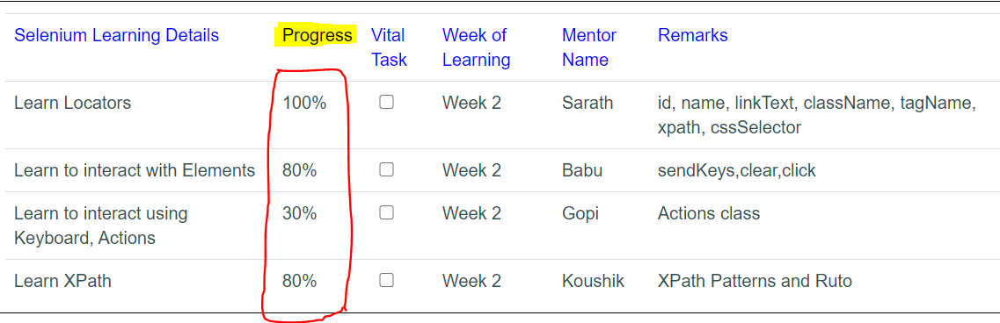 Selenium Learning Details Progress Vital Task Week of Learning Mentor Name Remarks
Learn Locators 100% Week 2 Sarath id, name, linkText, className, tagName,
xpath, cssSelector
Learn to interact with Elements 80% Week 2 Babu sendKeys,clear,click
Learn to interact using Keyboard, Actions 30% Week 2 Gopi Actions class
Learn XPath 80% Week 2 Koushik XPath Patterns and Ruto